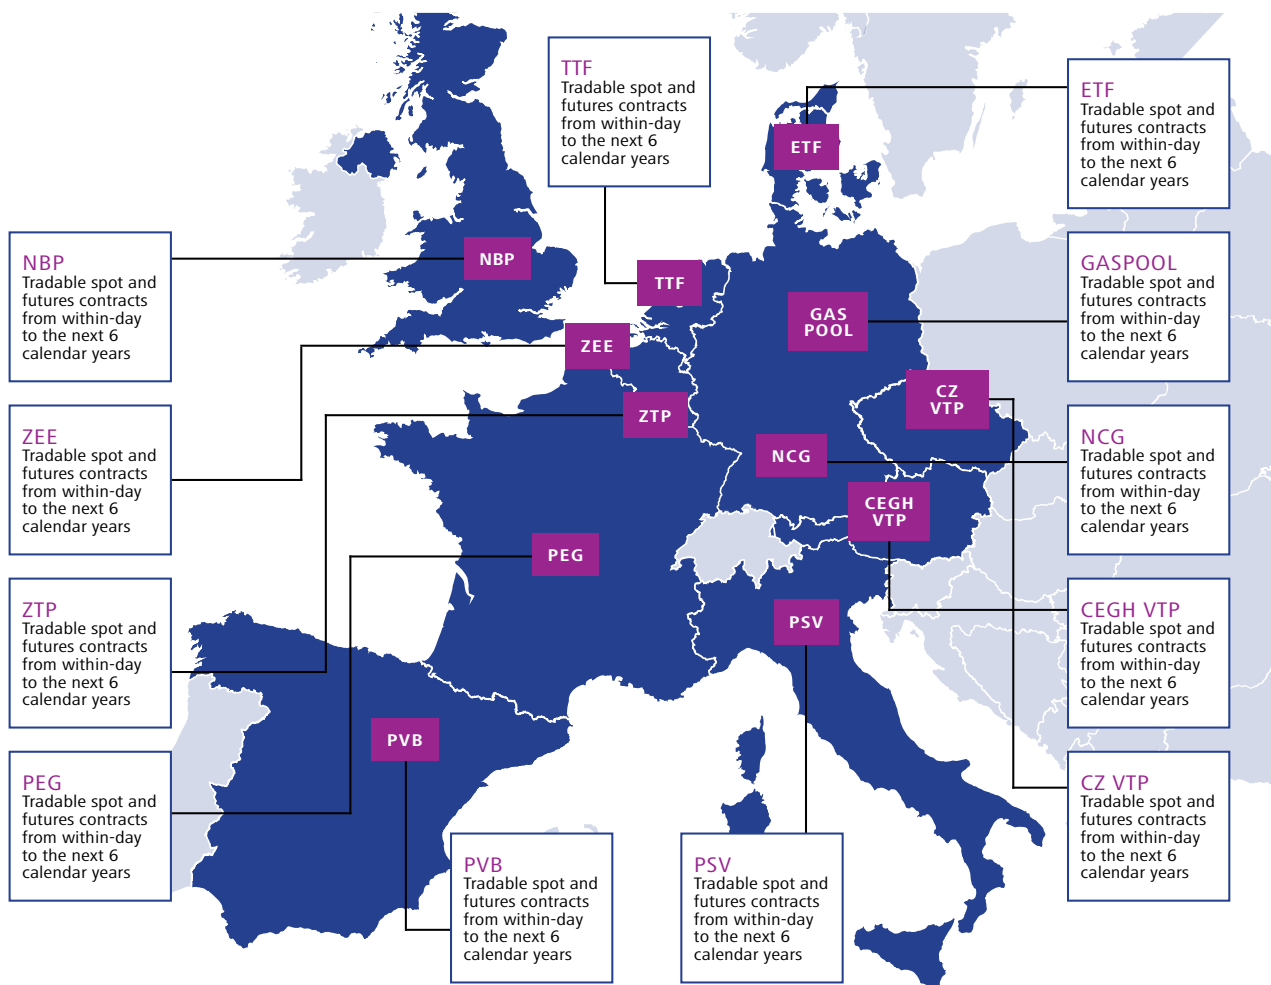 TTF
Tradable spot and
futures contracts
from within-day
to the next 6
calendar years
ETF
Tradable spot and
futures contracts
from within-day
to the next 6
calendar years
ETF
NBP
Tradable spot and
futures contracts
from within-day
to the next 6
calendar years
NBP
TTF
GASPOOL
Tradable spot and
futures contracts
from within-day
to the next 6
calendar years
GAS
POOL
ZEE
CZ
VTP
ZTP
ZEE
Tradable spot and
futures contracts
from within-day
to the next 6
calendar years
NCG
NCG
Tradable spot and
futures contracts
from within-day
to the next 6
calendar years
CEGH
VTP
PEG
ZTP
Tradable spot and
futures contracts
from within-day
to the next 6
calendar years
PSV
CEGH VTP
Tradable spot and
futures contracts
from within-day
to the next 6
calendar years
PVB
PEG
Tradable spot and
futures contracts
from within-day
to the next 6
calendar years
CZ VTP
Tradable spot and
futures contracts
from within-day
to the next 6
calendar years
PVB
Tradable spot and
futures contracts
from within-day
to the next 6
calendar years
PSV
Tradable spot and
futures contracts
from within-day
to the next 6
calendar years